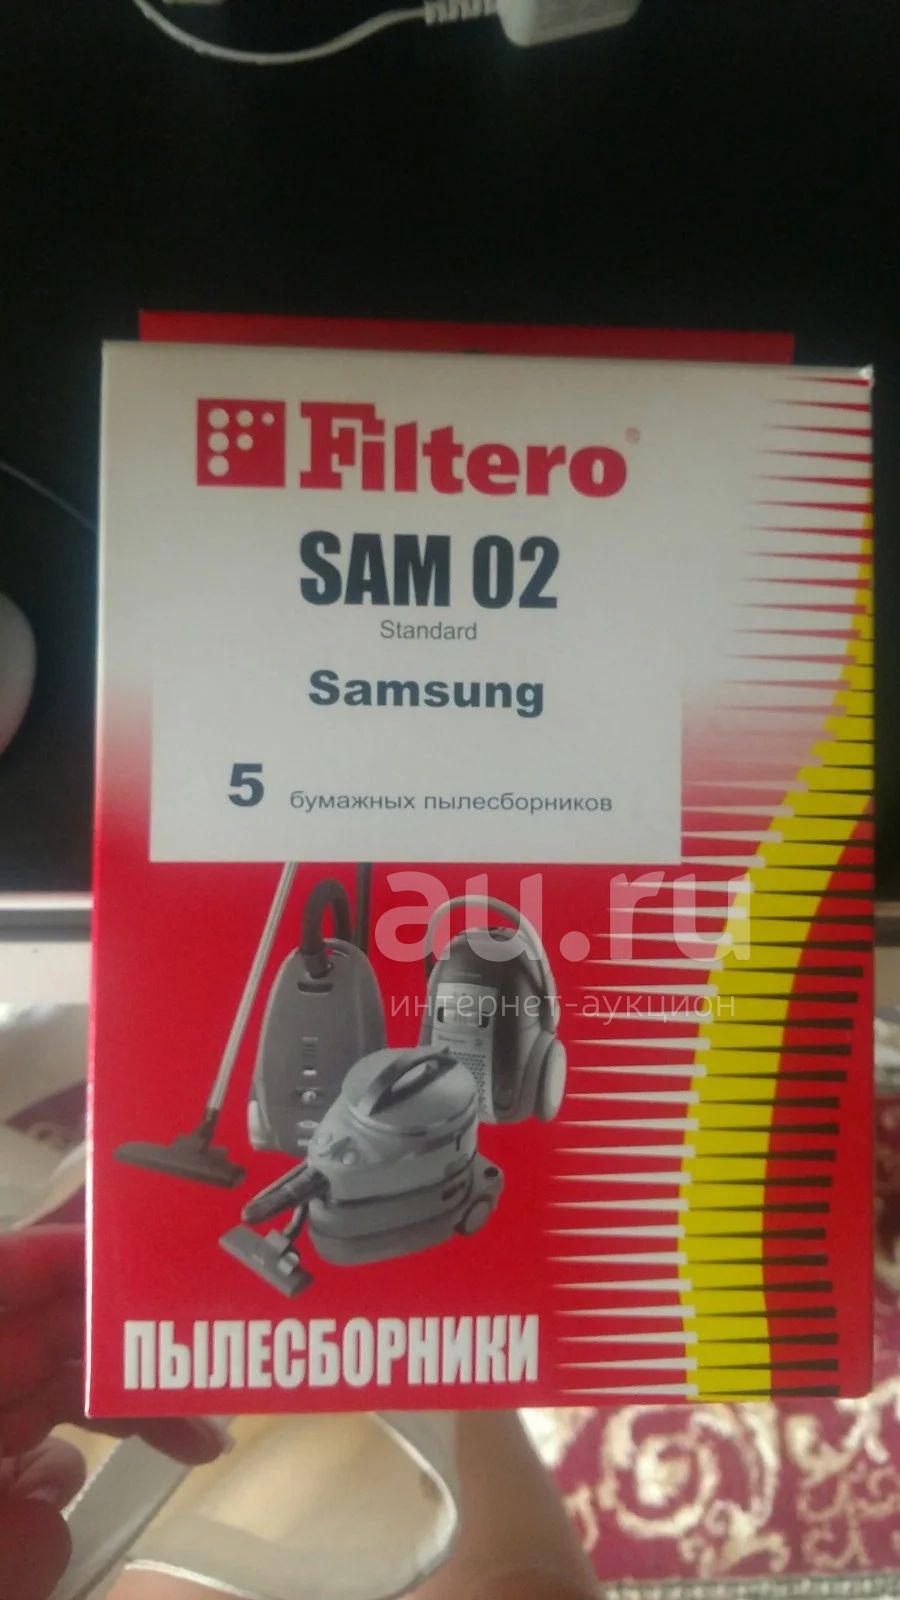 Filtero®
SAM 02
Standard
Samsung
5 бумажных пылесборников
au.ru
интернет-аукцион
ПЫЛЕСБОРНИКИ